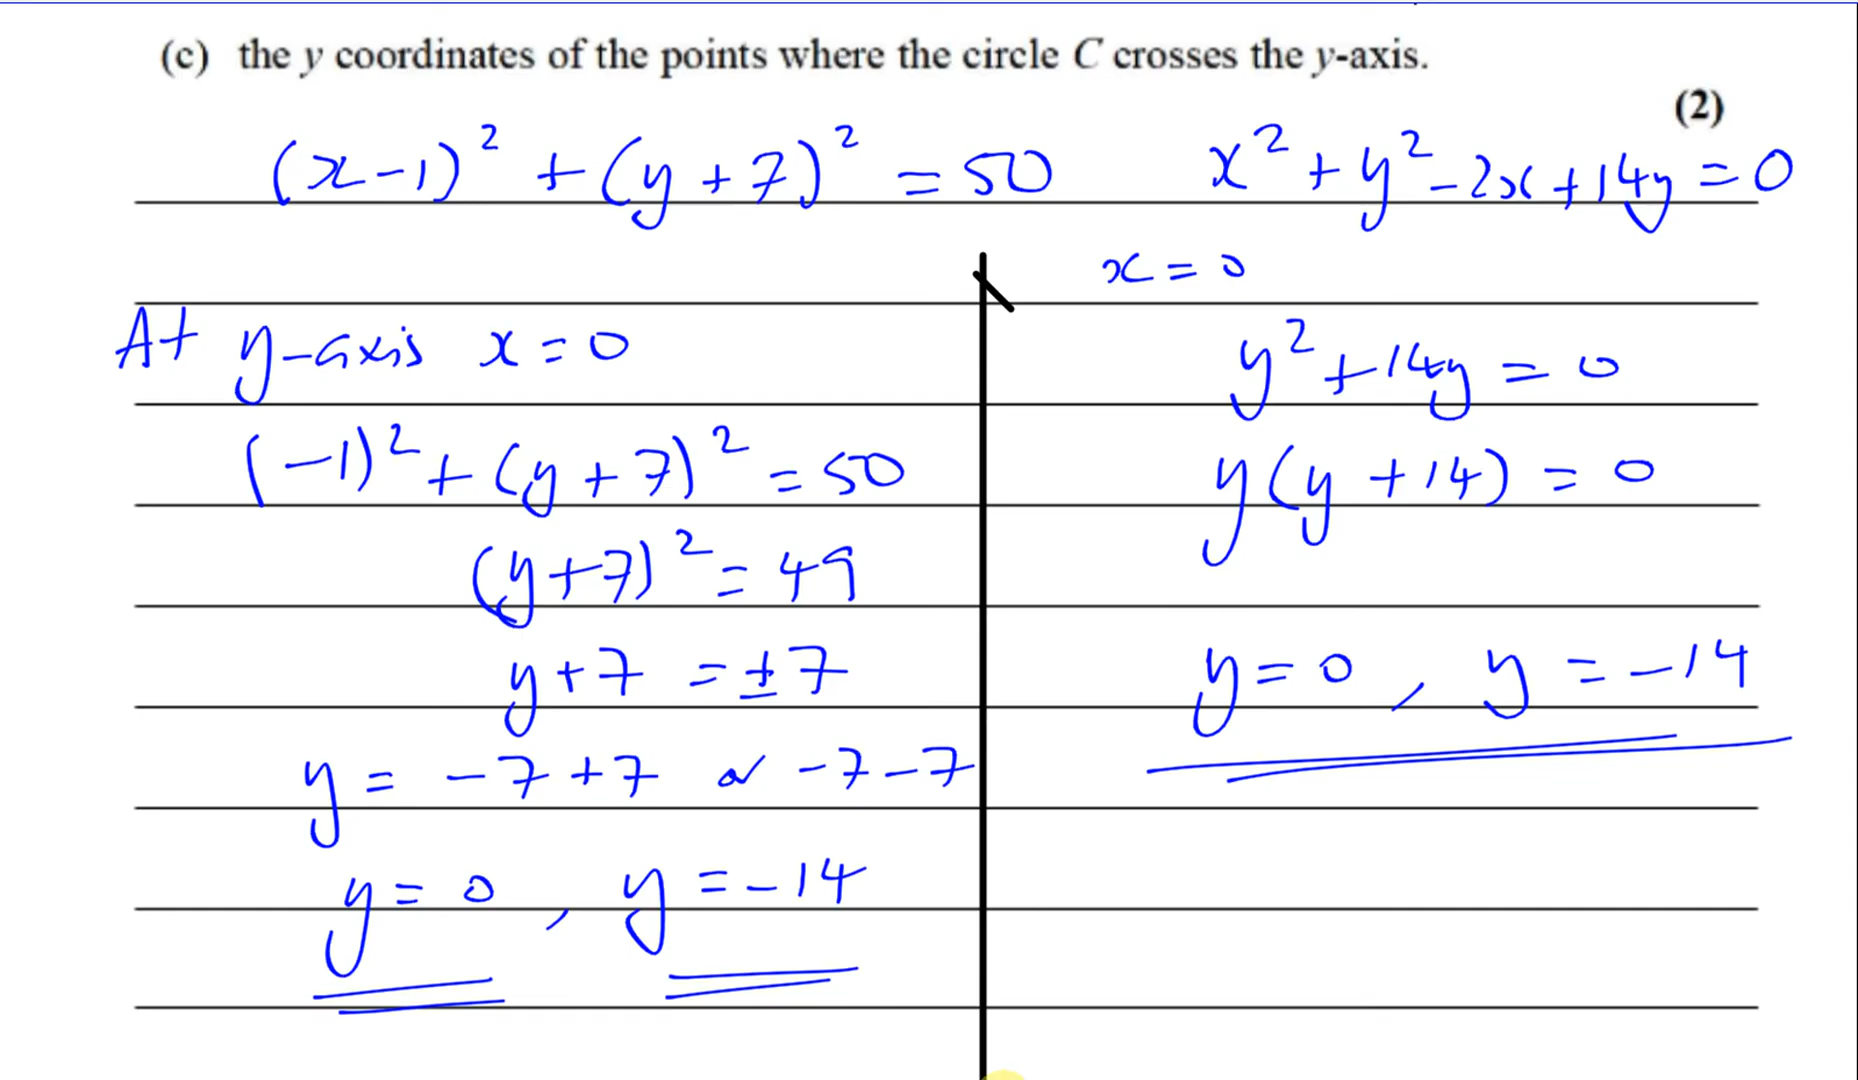 (c) the y coordinates of the points where the circle C crosses the y-axis.
(2)
(x-1)² + (y+7)² = 50
x² + y² - 2x + 14y = 0
At y-axis x = 0
(-1)² + (y+7)² = 50
(y+7)² = 49
y+7 = ±7
y = -7+7 or -7-7
y = 0 , y = -14
x = 0
y² + 14y = 0
y(y+14) = 0
y = 0 , y = -14